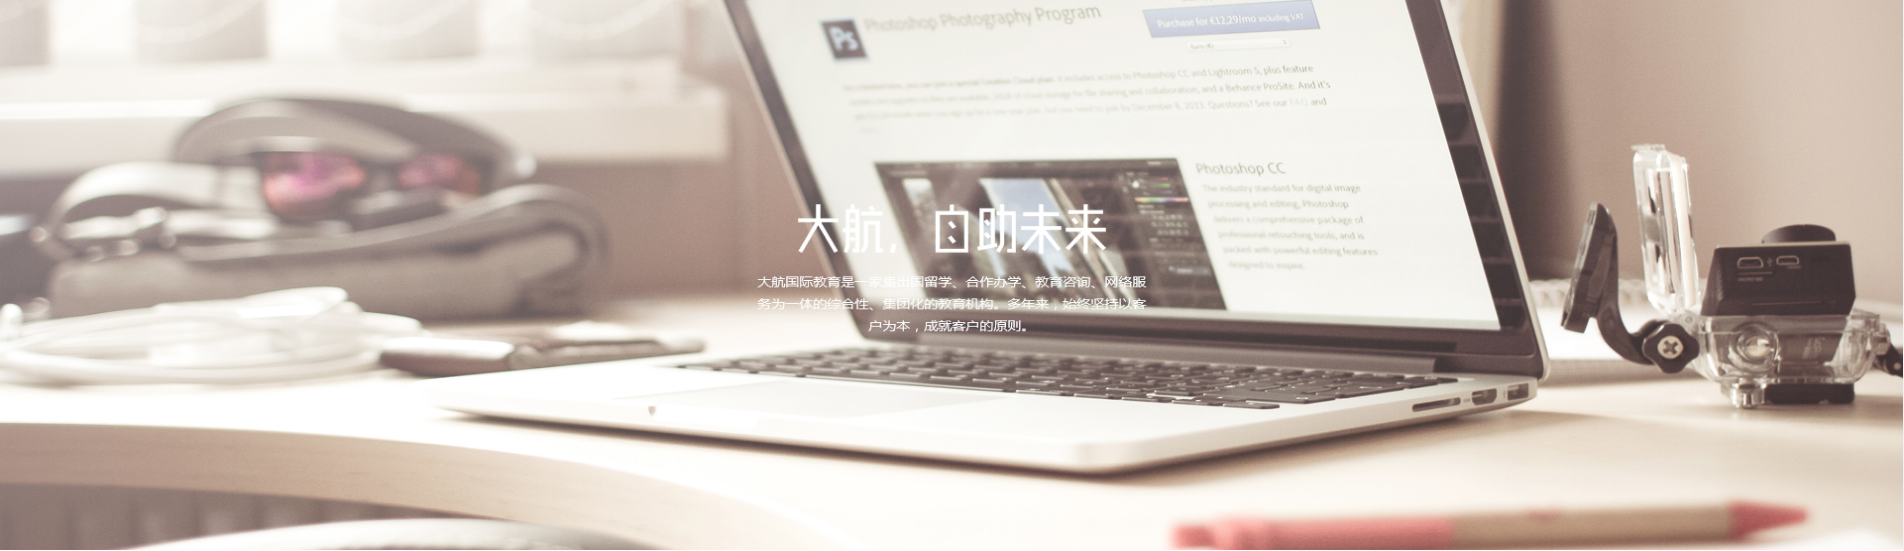 Photoshop Photography Program
Purchase for €12,29/mo including VAT
Ps
it includes access to Photoshop CC and Lightroom 5, plus feature
for file sharing and collaboration, and a Behance ProSite. And it's
by December 8, 2013. Questions? See our FAQ and
Photoshop CC
The industry standard for digital image
processing and editing, Photoshop
delivers a comprehensive package of
professional retouching tools, and is
packed with powerful editing features
designed to inspire.
大航，自助未来
大航国际教育是一家集出国留学、合作办学、教育咨询、网络服
务为一体的综合性、集团化的教育机构。多年来，始终坚持以客
户为本，成就客户的原则。